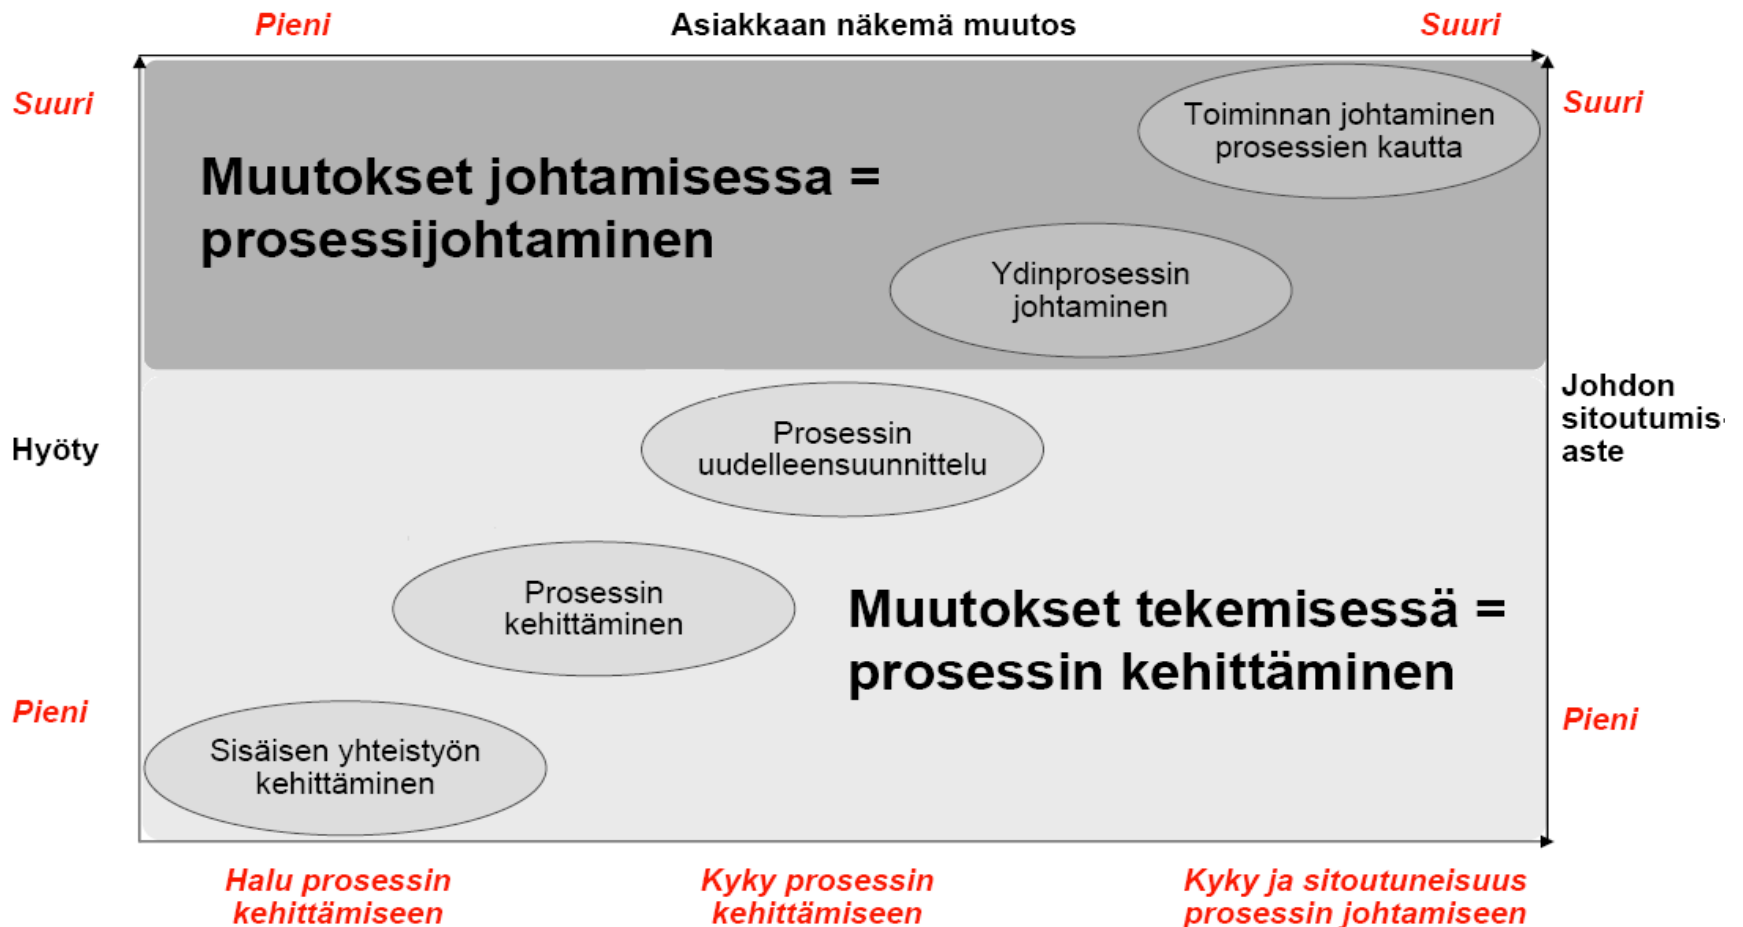 Pieni
Asiakkaan näkemä muutos
Suuri
Suuri
Suuri
Toiminnan johtaminen
prosessien kautta
Muutokset johtamisessa =
prosessijohtaminen
Ydinprosessin
johtaminen
Johdon
sitoutumis-
aste
Hyöty
Prosessin
uudelleensuunnittelu
Prosessin
kehittäminen
Muutokset tekemisessä =
prosessin kehittäminen
Pieni
Pieni
Sisäisen yhteistyön
kehittäminen
Halu prosessin
kehittämiseen
Kyky prosessin
kehittämiseen
Kyky ja sitoutuneisuus
prosessin johtamiseen